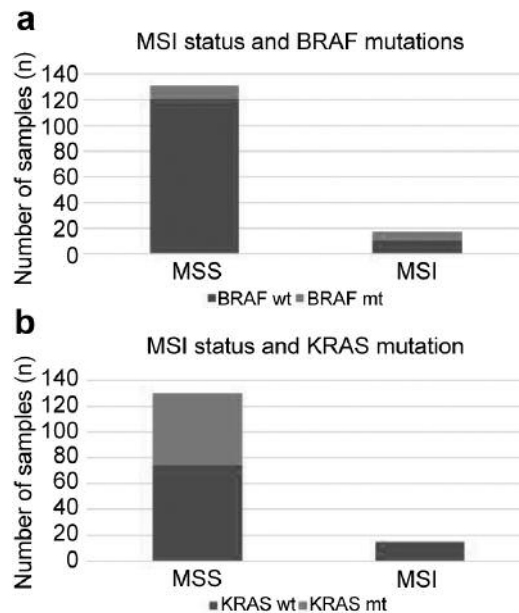 a
MSI status and BRAF mutations
Number of samples (n)
140
120
100
80
60
40
20
0
MSS MSI
BRAF wt BRAF mt
b
MSI status and KRAS mutation
Number of samples (n)
140
120
100
80
60
40
20
0
MSS MSI
KRAS wt KRAS mt